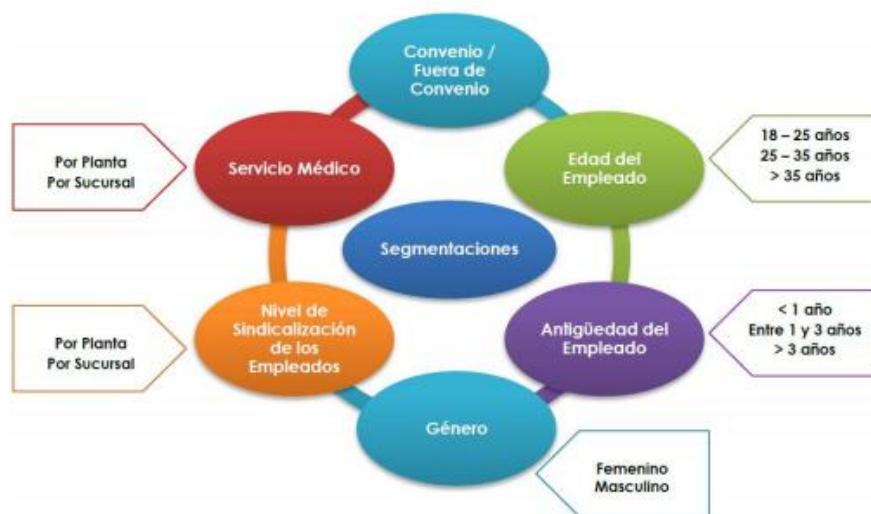 Convenio /
Fuera de
Convenio
Por Planta
Por Sucursal
Servicio Médico
Edad del
Empleado
18 – 25 años
25 – 35 años
> 35 años
Segmentaciones
Por Planta
Por Sucursal
Nivel de
Sindicalización
de los
Empleados
Antigüedad del
Empleado
< 1 año
Entre 1 y 3 años
> 3 años
Género
Femenino
Masculino